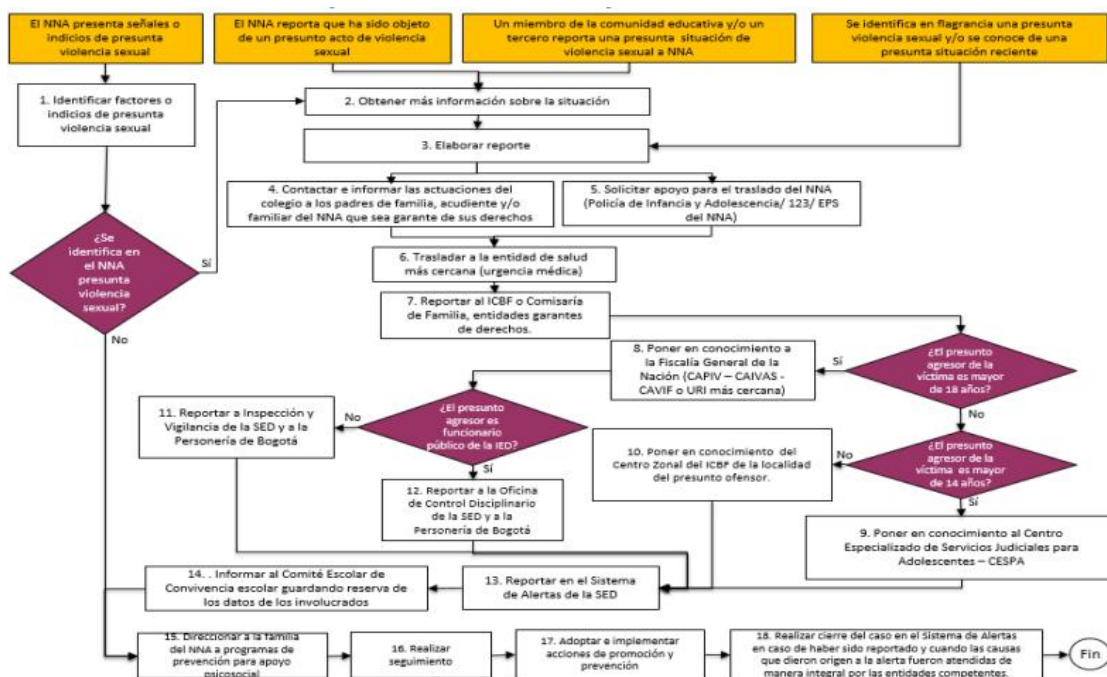 El NNA presenta señales o
indicios de presunta
violencia sexual
El NNA reporta que ha sido objeto
de un presunto acto de violencia
sexual
Un miembro de la comunidad educativa y/o un
tercero reporta una presunta situación de
violencia sexual a NNA
Se identifica en flagrancia una presunta
violencia sexual y/o se conoce de una
presunta situación reciente
1. Identificar factores o
indicios de presunta
violencia sexual
2. Obtener más información sobre la situación
3. Elaborar reporte
4. Contactar e informar las actuaciones del
colegio a los padres de familia, acudiente y/o
familiar del NNA que sea garante de sus derechos
5. Solicitar apoyo para el traslado del NNA
(Policía de Infancia y Adolescencia/ 123/ EPS
del NNA)
¿Se
identifica en
el NNA
presunta
violencia
sexual?
Sí
No
6. Trasladar a la entidad de salud
más cercana (urgencia médica)
7. Reportar al ICBF o Comisaría
de Familia, entidades garantes
de derechos.
8. Poner en conocimiento a
la Fiscalía General de la
Nación (CAPIV – CAIVAS -
CAVIF o URI más cercana)
Sí
¿El presunto
agresor de la
víctima es mayor
de 18 años?
No
11. Reportar a Inspección y
Vigilancia de la SED y a la
Personería de Bogotá
No
¿El presunto
agresor es
funcionario
público de la IED?
Sí
10. Poner en conocimiento del
Centro Zonal del ICBF de la localidad
del presunto ofensor.
No
¿El presunto
agresor de la
víctima es mayor
de 14 años?
Sí
12. Reportar a la Oficina
de Control Disciplinario
de la SED y a la
Personería de Bogotá
9. Poner en conocimiento al Centro
Especializado de Servicios Judiciales para
Adolescentes – CESPA
14. . Informar al Comité Escolar de
Convivencia escolar guardando reserva de
los datos de los involucrados
13. Reportar en el Sistema
de Alertas de la SED
15. Direccionar a la familia
del NNA a programas de
prevención para apoyo
psicosocial
16. Realizar
seguimiento
17. Adoptar e implementar
acciones de promoción y
prevención
18. Realizar cierre del caso en el Sistema de Alertas
en caso de haber sido reportado y cuando las causas
que dieron origen a la alerta fueron atendidas de
manera integral por las entidades competentes.
Fin